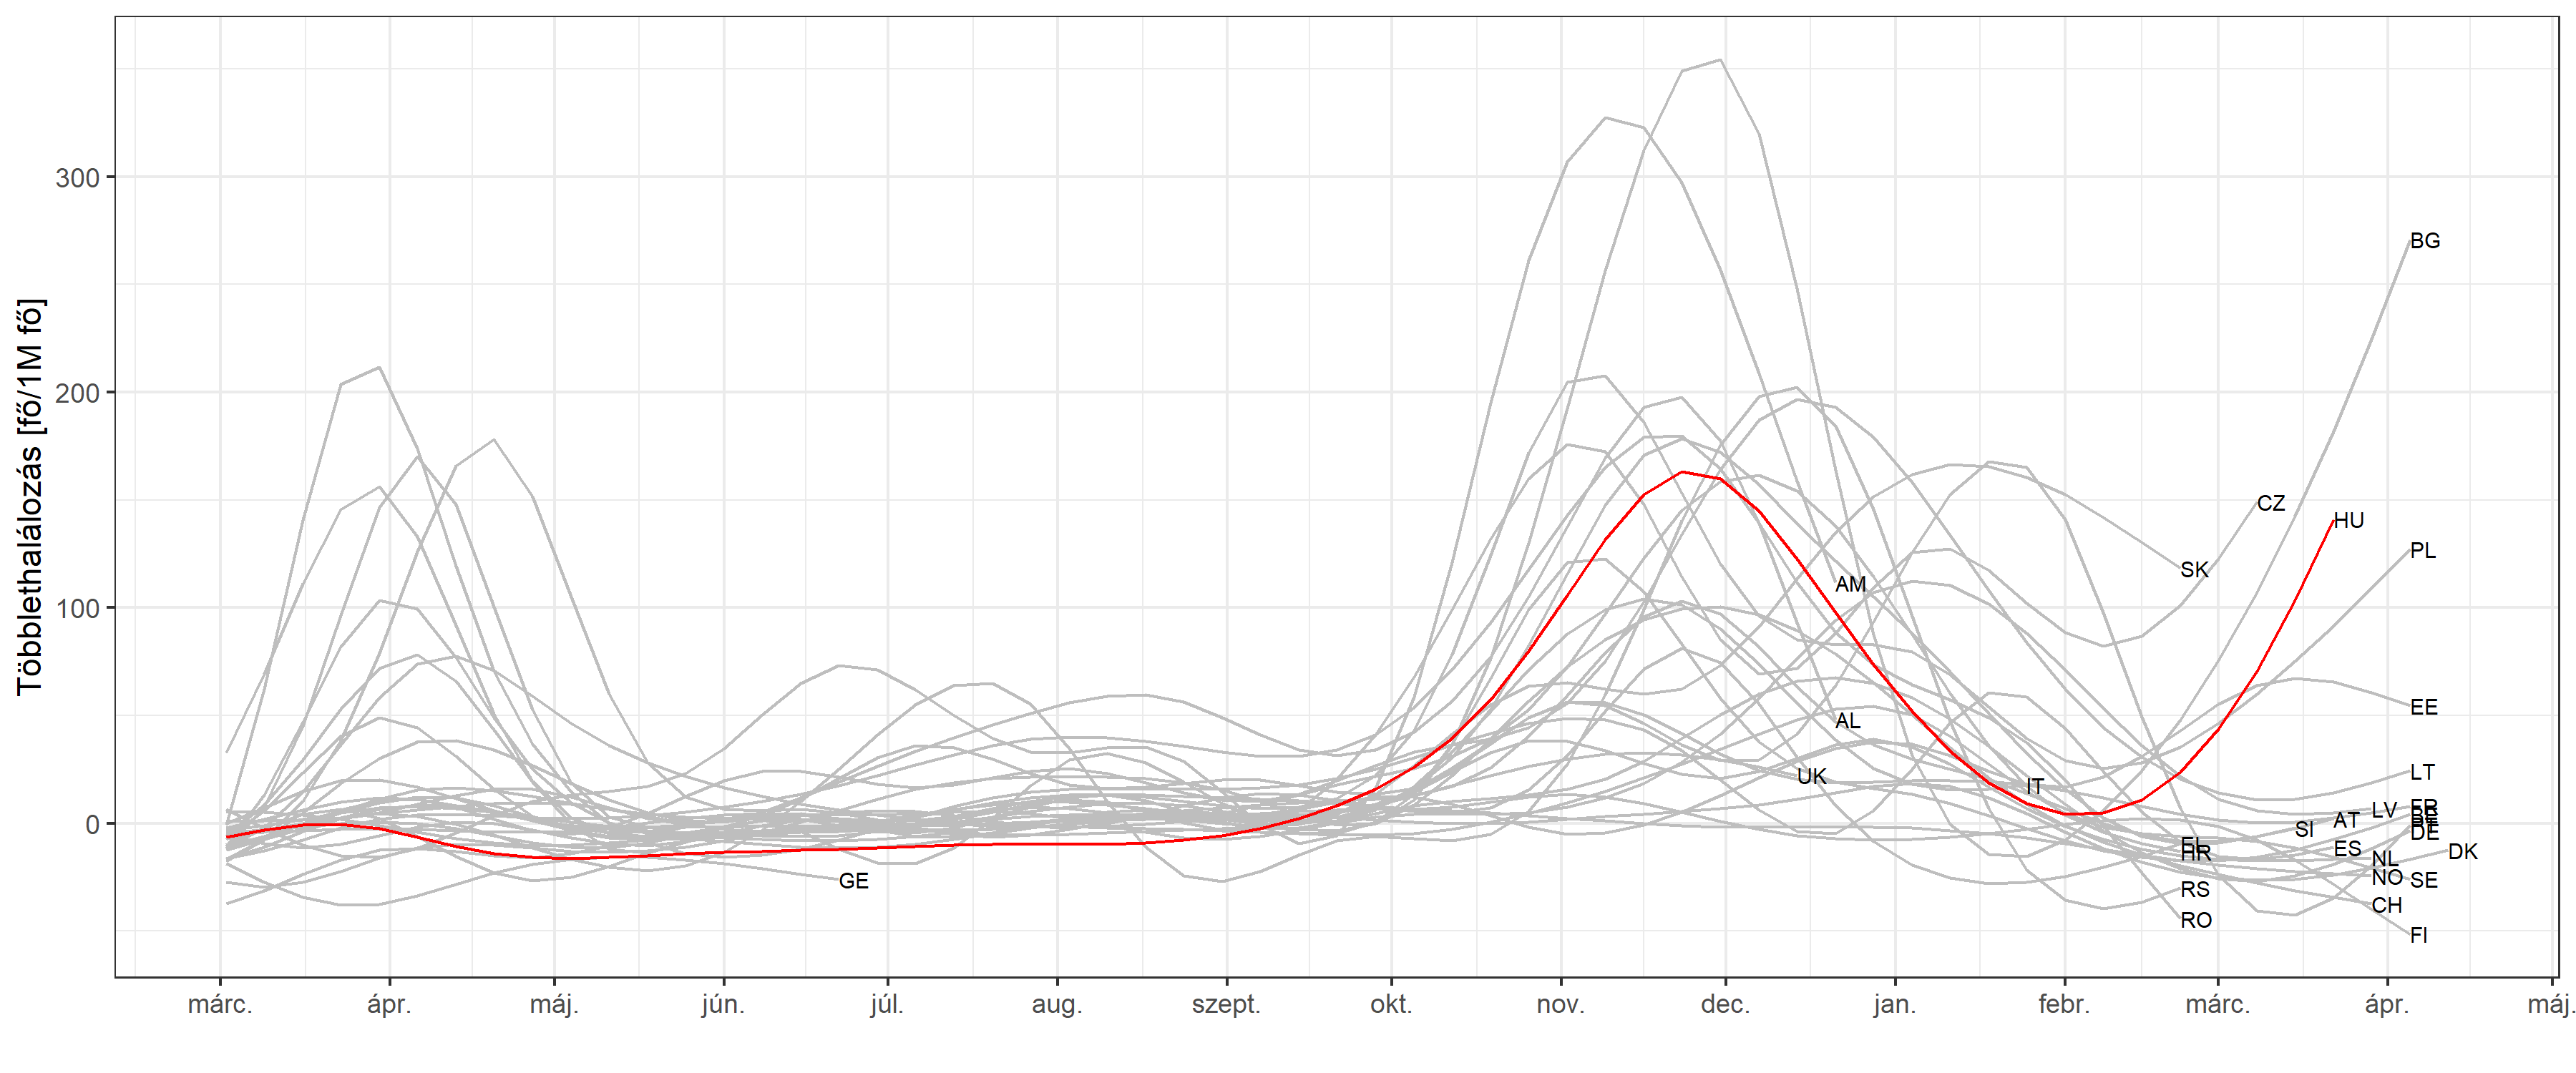 Többlethalálozás [fő/1M fő]
300
200
100
0
BG
CZ
HU
PL
SK
AM
EE
AL
LT
UK
IT
LV
FR
AT
SI
DE
EL
HR
ES
NL
DK
GE
NO
SE
RS
CH
RO
FI
márc.
ápr.
máj.
jún.
júl.
aug.
szept.
okt.
nov.
dec.
jan.
febr.
márc.
ápr.
máj.